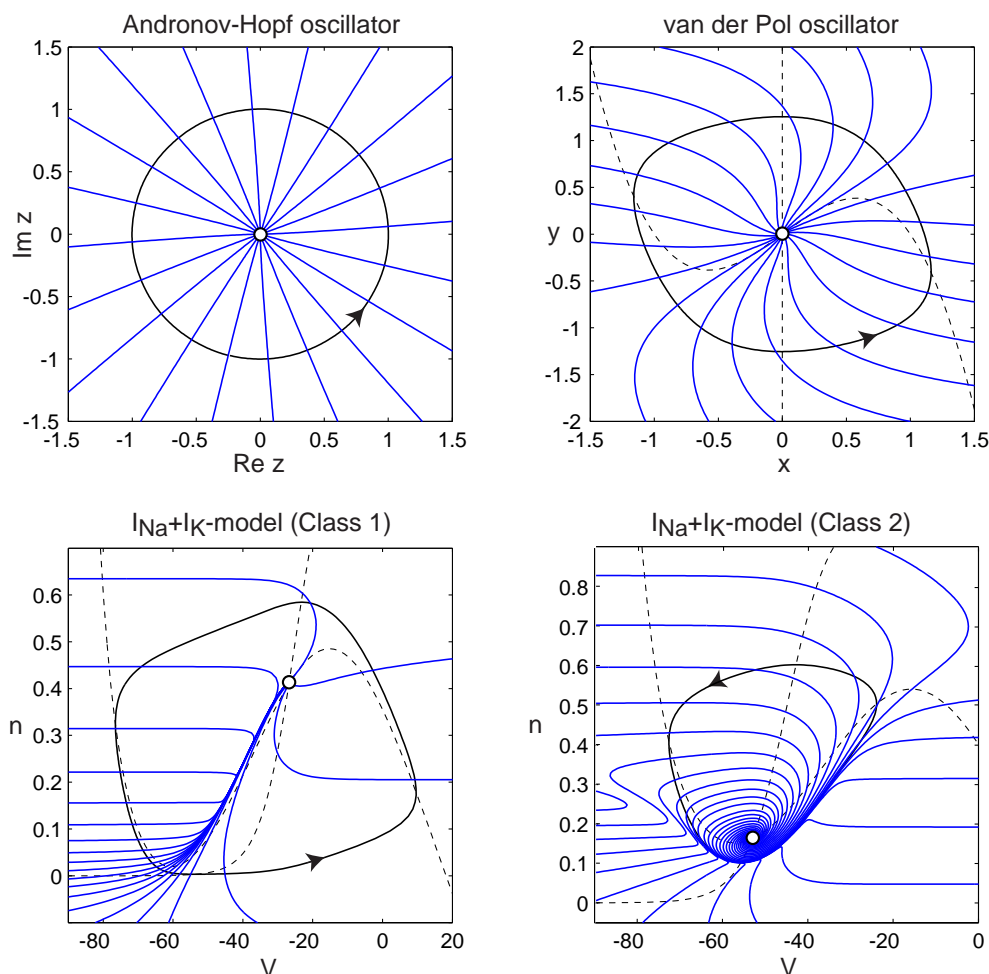 Andronov-Hopf oscillator
1.5
1
0.5
0
-0.5
-1
-1.5
Im z
-1.5 -1 -0.5 0 0.5 1 1.5
Re z
van der Pol oscillator
2
1.5
1
0.5
0
-0.5
-1
-1.5
-2
y
-1.5 -1 -0.5 0 0.5 1 1.5
x
INa+IK-model (Class 1)
0.6
0.5
0.4
0.3
0.2
0.1
0
n
-80 -60 -40 -20 0 20
V
INa+IK-model (Class 2)
0.8
0.7
0.6
0.5
0.4
0.3
0.2
0.1
0
n
-80 -60 -40 -20 0
V